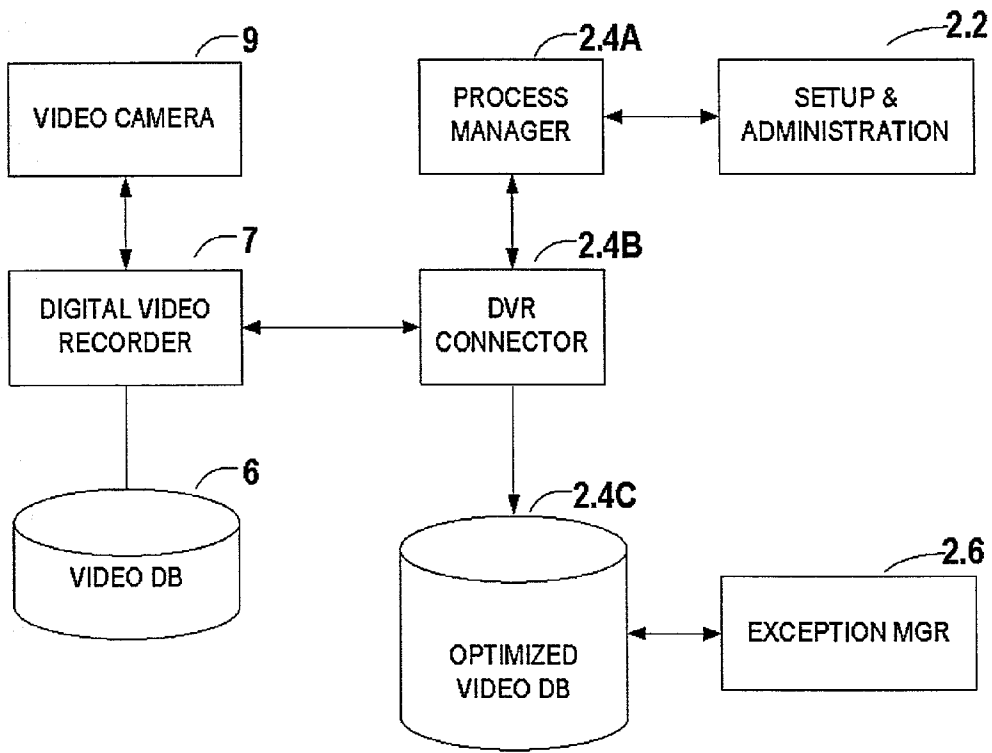 9
2.4A
2.2
VIDEO CAMERA
PROCESS
MANAGER
SETUP &
ADMINISTRATION
7
2.4B
DIGITAL VIDEO
RECORDER
DVR
CONNECTOR
6
2.4C
VIDEO DB
2.6
OPTIMIZED
VIDEO DB
EXCEPTION MGR